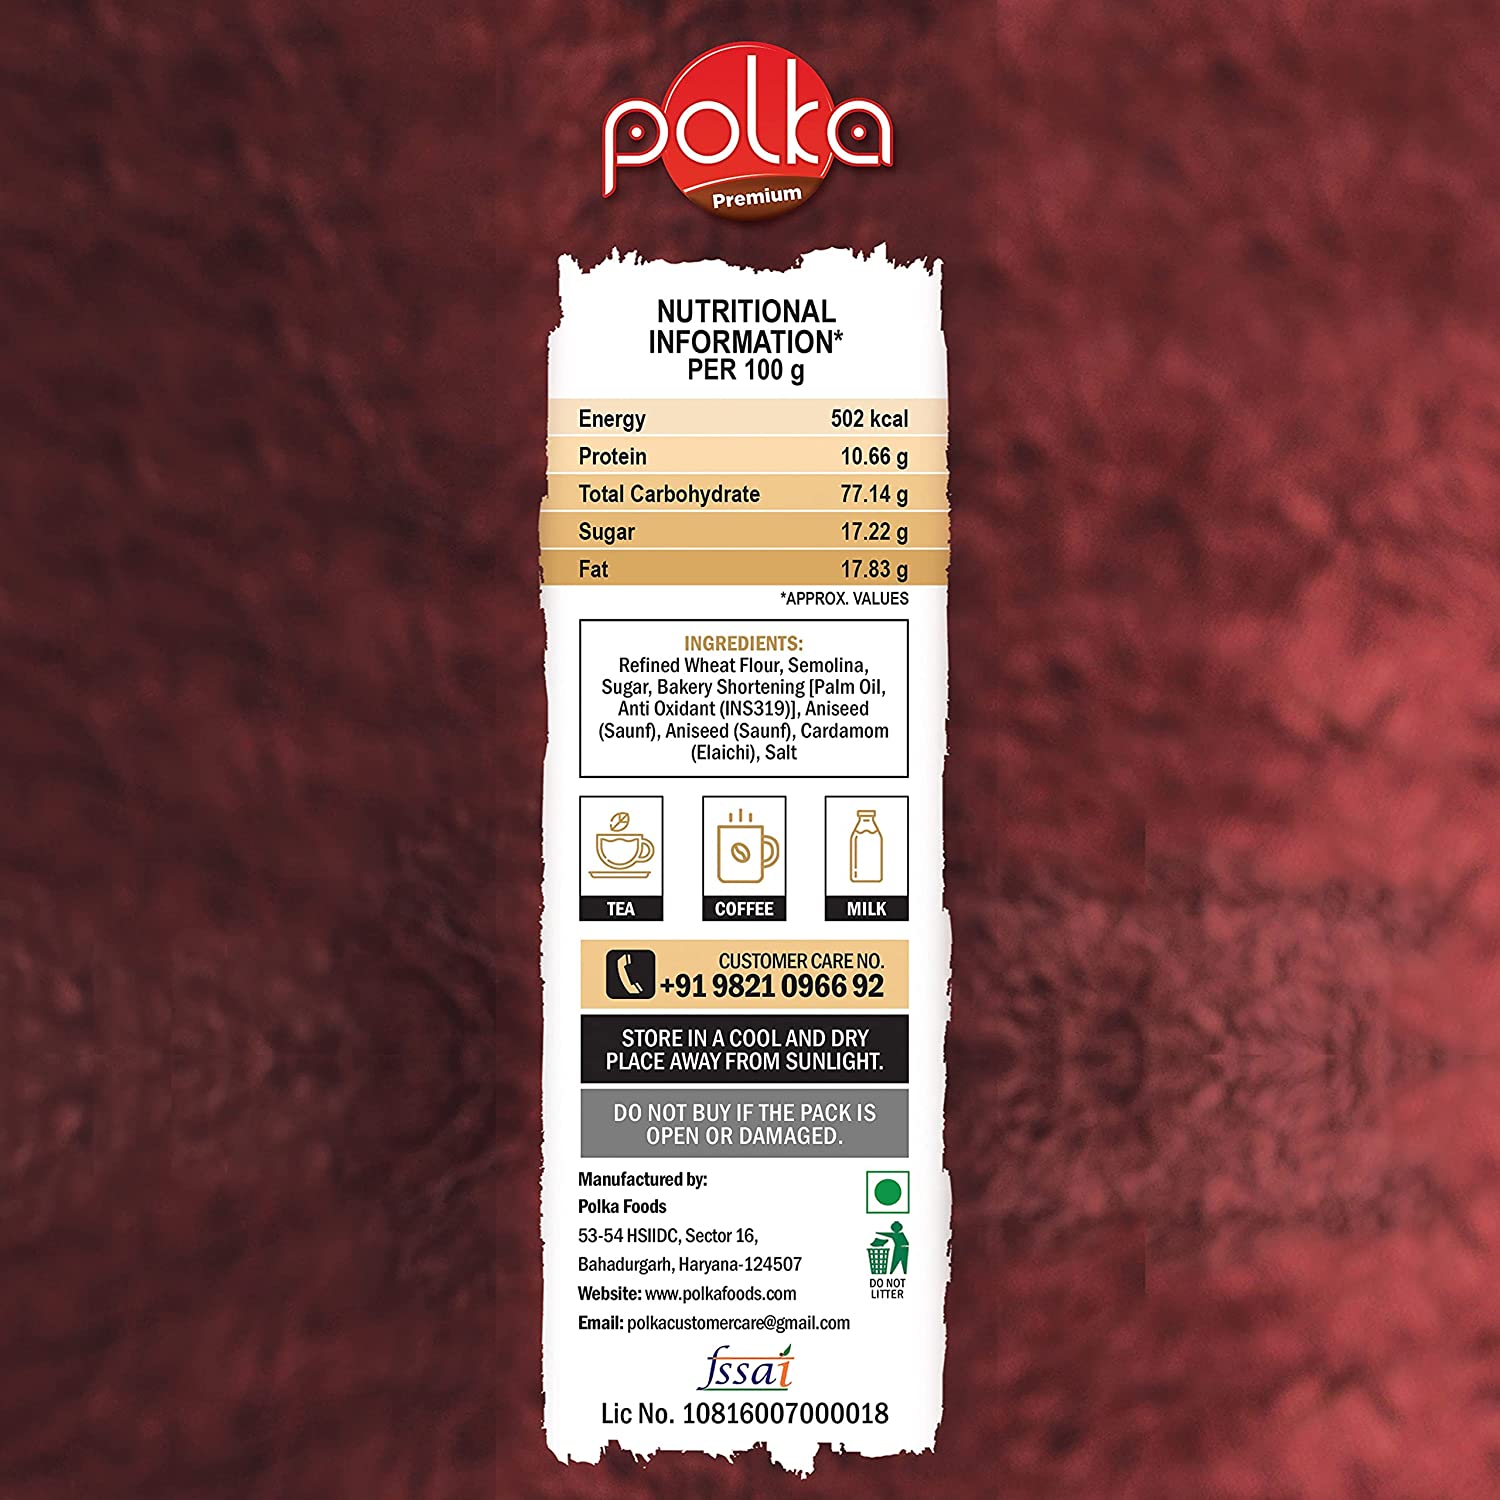 polka
Premium
NUTRITIONAL
INFORMATION*
PER 100 g
Energy 502 kcal
Protein 10.66 g
Total Carbohydrate 77.14 g
Sugar 17.22 g
Fat 17.83 g
*APPROX. VALUES
INGREDIENTS:
Refined Wheat Flour, Semolina,
Sugar, Bakery Shortening [Palm Oil,
Anti Oxidant (INS319)], Aniseed
(Saunf), Aniseed (Saunf), Cardamom
(Elaichi), Salt
TEA COFFEE MILK
CUSTOMER CARE NO.
+91 9821 0966 92
STORE IN A COOL AND DRY
PLACE AWAY FROM SUNLIGHT.
DO NOT BUY IF THE PACK IS
OPEN OR DAMAGED.
Manufactured by:
Polka Foods
53-54 HSIIDC, Sector 16,
Bahadurgarh, Haryana-124507
Website: www.polkafoods.com
Email: polkacustomercare@gmail.com
DO NOT
LITTER
fssai
Lic No. 10816007000018